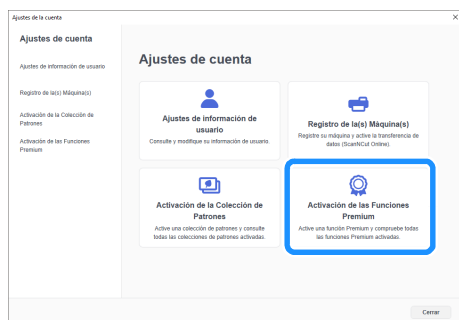 Ajustes de la cuenta
Ajustes de cuenta
Ajustes de información de usuario
Registro de la(s) Máquina(s)
Activación de la Colección de
Patrones
Activación de las Funciones
Premium
Ajustes de cuenta
Ajustes de información de
usuario
Consulte y modifique su información de usuario.
Registro de la(s) Máquina(s)
Registre su máquina y active la transferencia de
datos (ScanNCut Online).
Activación de la Colección de
Patrones
Active una colección de patrones y consulte
todas las colecciones de patrones activadas.
Activación de las Funciones
Premium
Active una función Premium y compruebe todas
las funciones Premium activadas.
Cerrar